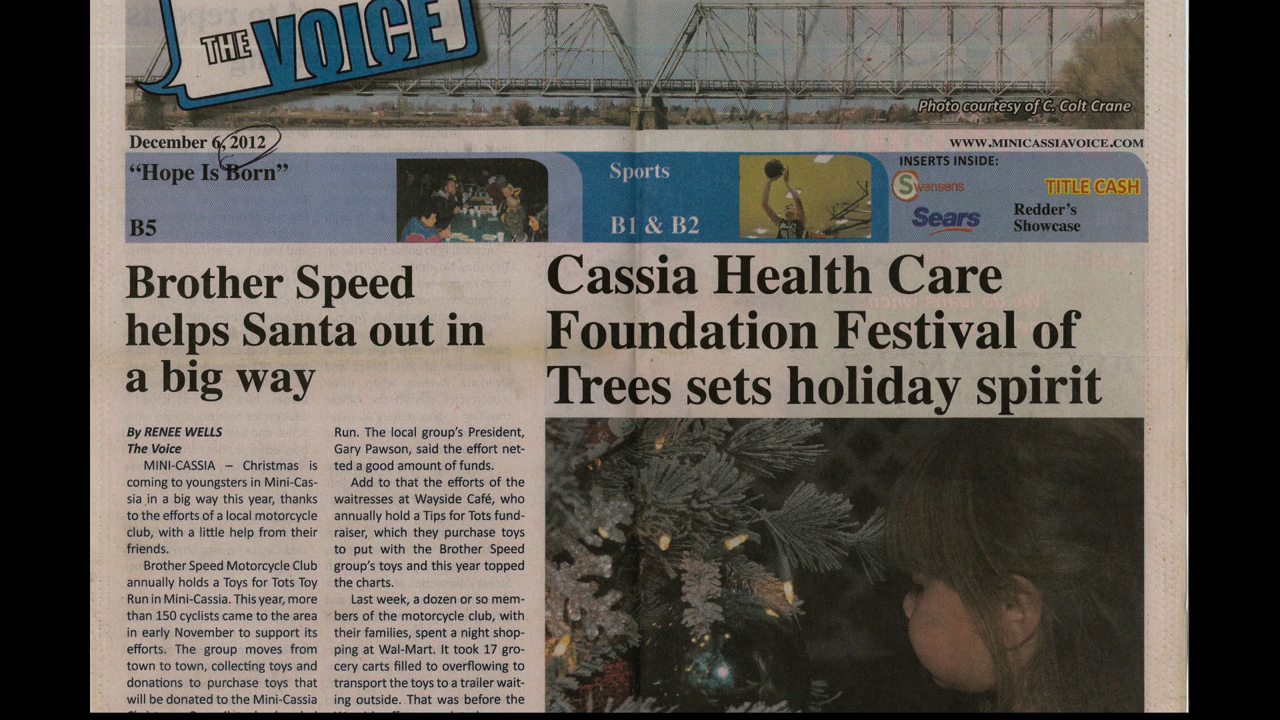 THE VOICE
Photo courtesy of C. Colt Crane
December 6, 2012
WWW.MINICASSIAVOICE.COM
“Hope Is Born”
B5
Sports
B1 & B2
INSERTS INSIDE:
Swensens
TITLE CASH
Sears
Redder’s
Showcase
Brother Speed
helps Santa out in
a big way
By RENEE WELLS
The Voice
MINI-CASSIA – Christmas is
coming to youngsters in Mini-Cas-
sia in a big way this year, thanks
to the efforts of a local motorcycle
club, with a little help from their
friends.
Brother Speed Motorcycle Club
annually holds a Toys for Tots Toy
Run in Mini-Cassia. This year, more
than 150 cyclists came to the area
in early November to support its
efforts. The group moves from
town to town, collecting toys and
donations to purchase toys that
will be donated to the Mini-Cassia
Run. The local group’s President,
Gary Pawson, said the effort net-
ted a good amount of funds.
Add to that the efforts of the
waitresses at Wayside Café, who
annually hold a Tips for Tots fund-
raiser, which they purchase toys
to put with the Brother Speed
group’s toys and this year topped
the charts.
Last week, a dozen or so mem-
bers of the motorcycle club, with
their families, spent a night shop-
ping at Wal-Mart. It took 17 gro-
cery carts filled to overflowing to
transport the toys to a trailer wait-
ing outside. That was before the
Cassia Health Care
Foundation Festival of
Trees sets holiday spirit